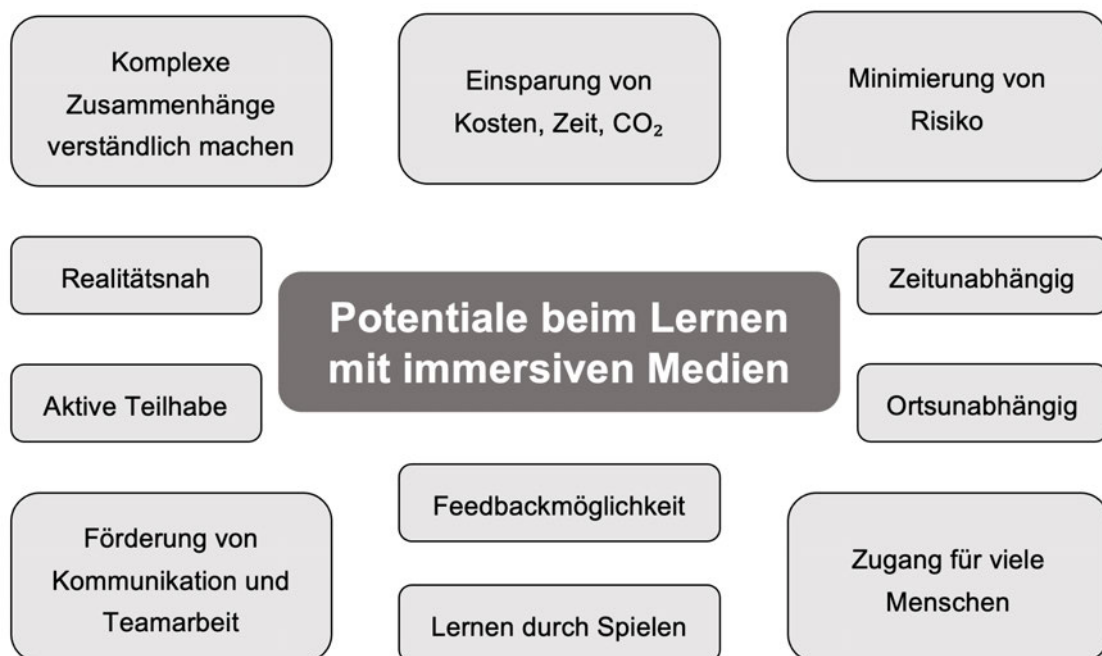 Komplexe
Zusammenhänge
verständlich machen
Einsparung von
Kosten, Zeit, CO₂
Minimierung von
Risiko
Realitätsnah
Zeitunabhängig
Potentiale beim Lernen
mit immersiven Medien
Aktive Teilhabe
Ortsunabhängig
Feedbackmöglichkeit
Förderung von
Kommunikation und
Teamarbeit
Zugang für viele
Menschen
Lernen durch Spielen